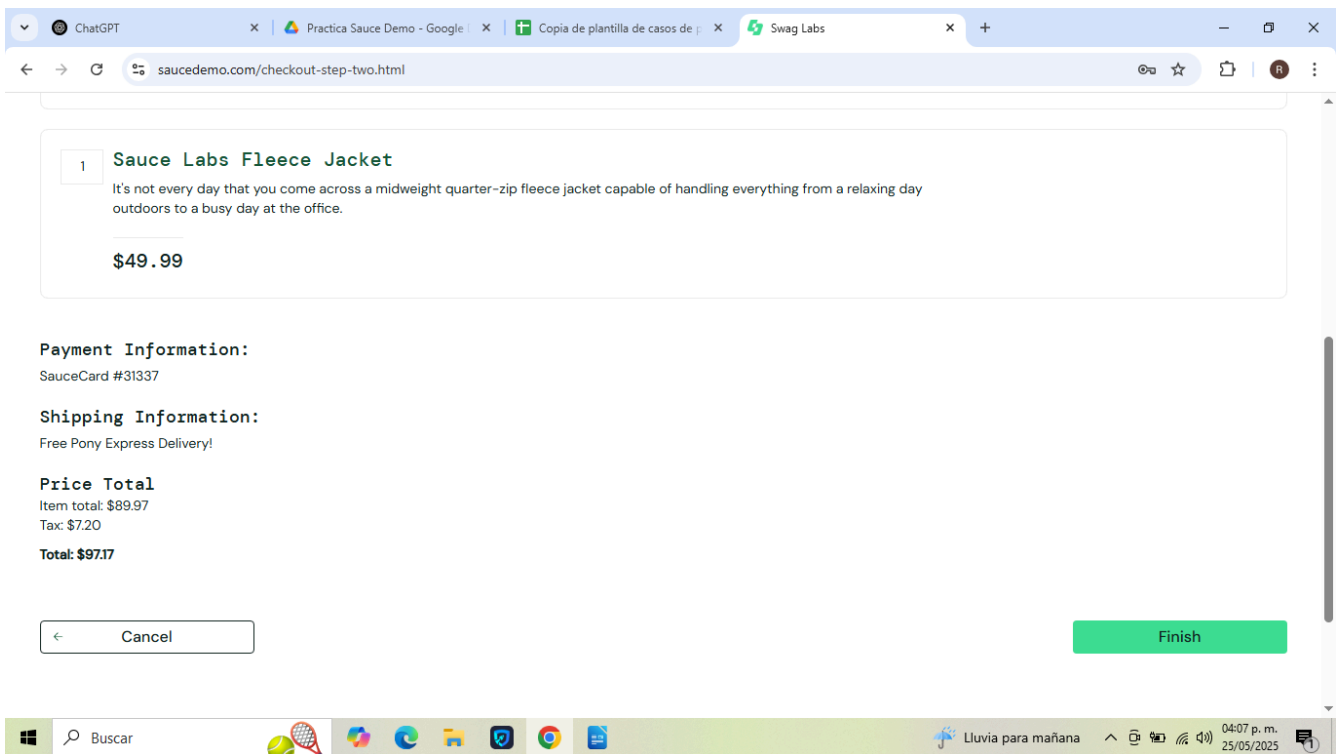 ChatGPT
Practica Sauce Demo - Google
Copia de plantilla de casos de p
Swag Labs
saucedemo.com/checkout-step-two.html
R
1
Sauce Labs Fleece Jacket
It's not every day that you come across a midweight quarter-zip fleece jacket capable of handling everything from a relaxing day
outdoors to a busy day at the office.
$49.99
Payment Information:
SauceCard #31337
Shipping Information:
Free Pony Express Delivery!
Price Total
Item total: $89.97
Tax: $7.20
Total: $97.17
Cancel
Finish
Buscar
Lluvia para mañana
04:07 p. m.
25/05/2025
1